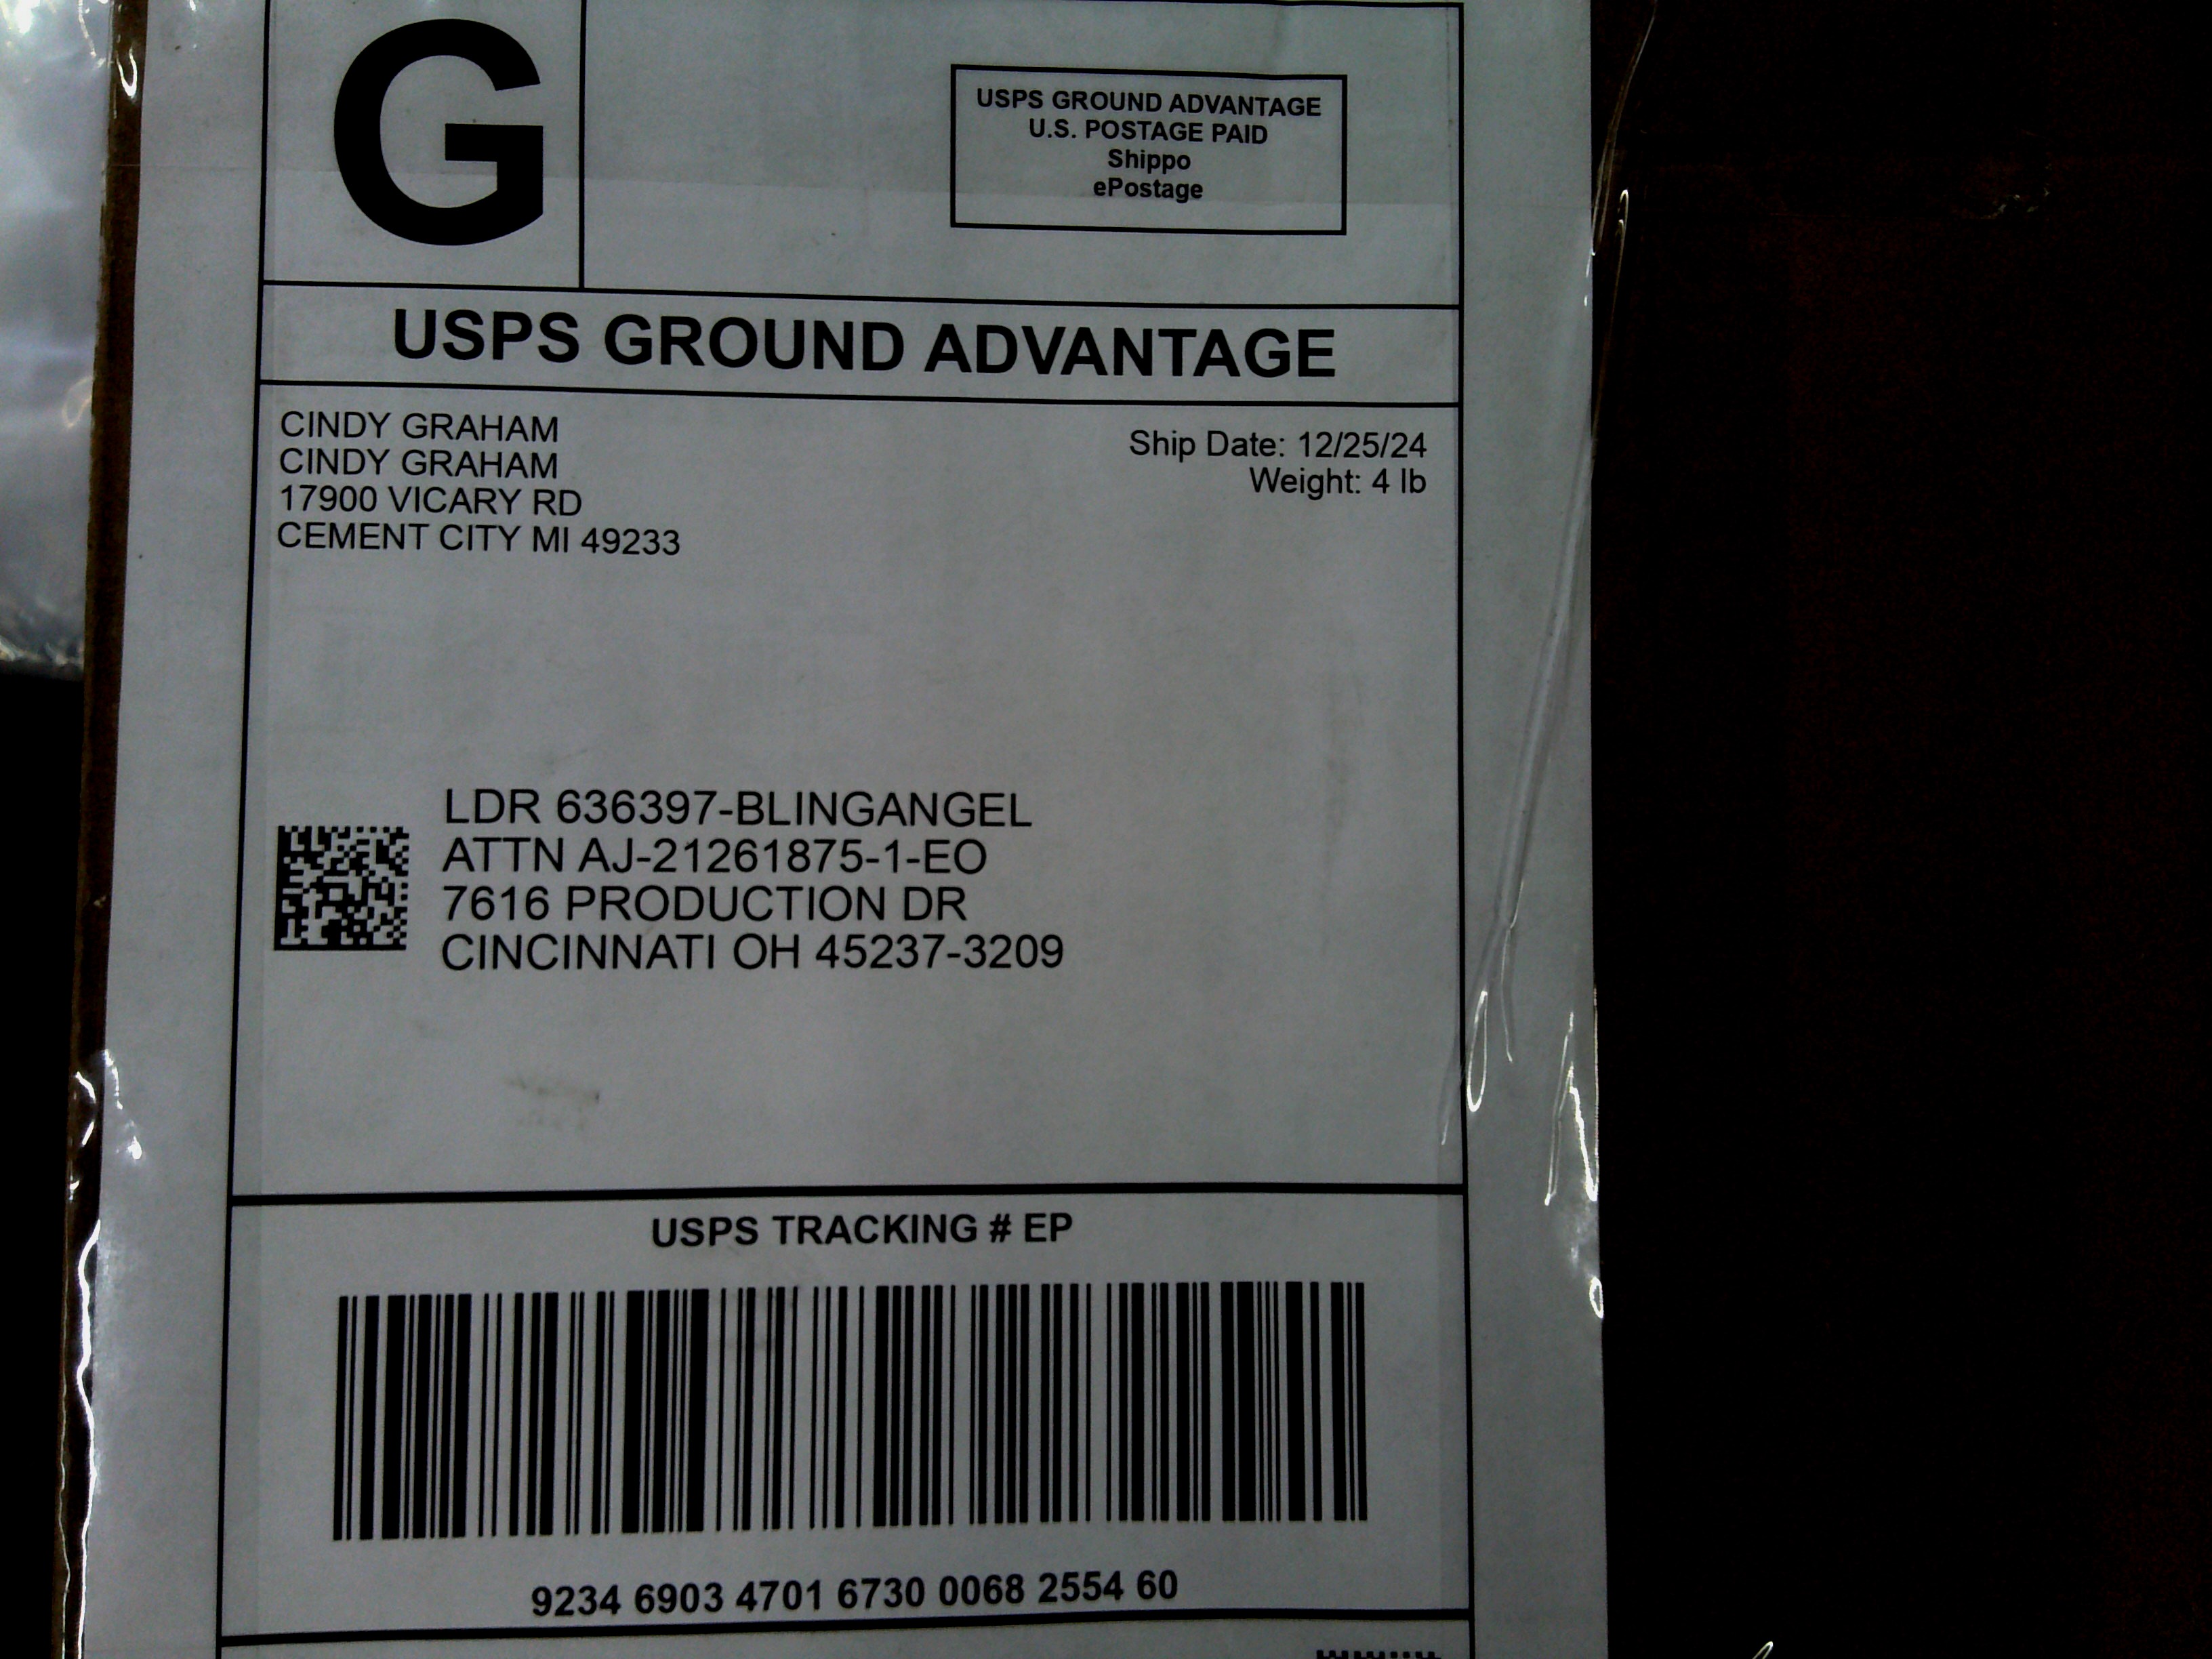 G
USPS GROUND ADVANTAGE
U.S. POSTAGE PAID
Shippo
ePostage
USPS GROUND ADVANTAGE
CINDY GRAHAM
CINDY GRAHAM
17900 VICARY RD
CEMENT CITY MI 49233
Ship Date: 12/25/24
Weight: 4 lb
LDR 636397-BLINGANGEL
ATTN AJ-21261875-1-EO
7616 PRODUCTION DR
CINCINNATI OH 45237-3209
USPS TRACKING # EP
9234 6903 4701 6730 0068 2554 60